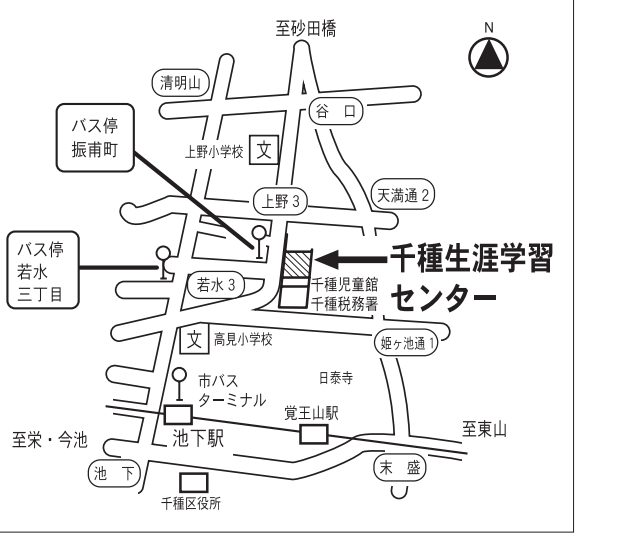 至砂田橋
N
清明山
谷 口
バス停
振甫町
上野小学校
文
上野3
天満通2
バス停
若水
三丁目
若水3
千種生涯学習
センター
千種児童館
千種税務署
文
高見小学校
姫ヶ池通1
市バス
ターミナル
日泰寺
覚王山駅
至栄・今池
池下駅
至東山
池 下
末 盛
千種区役所